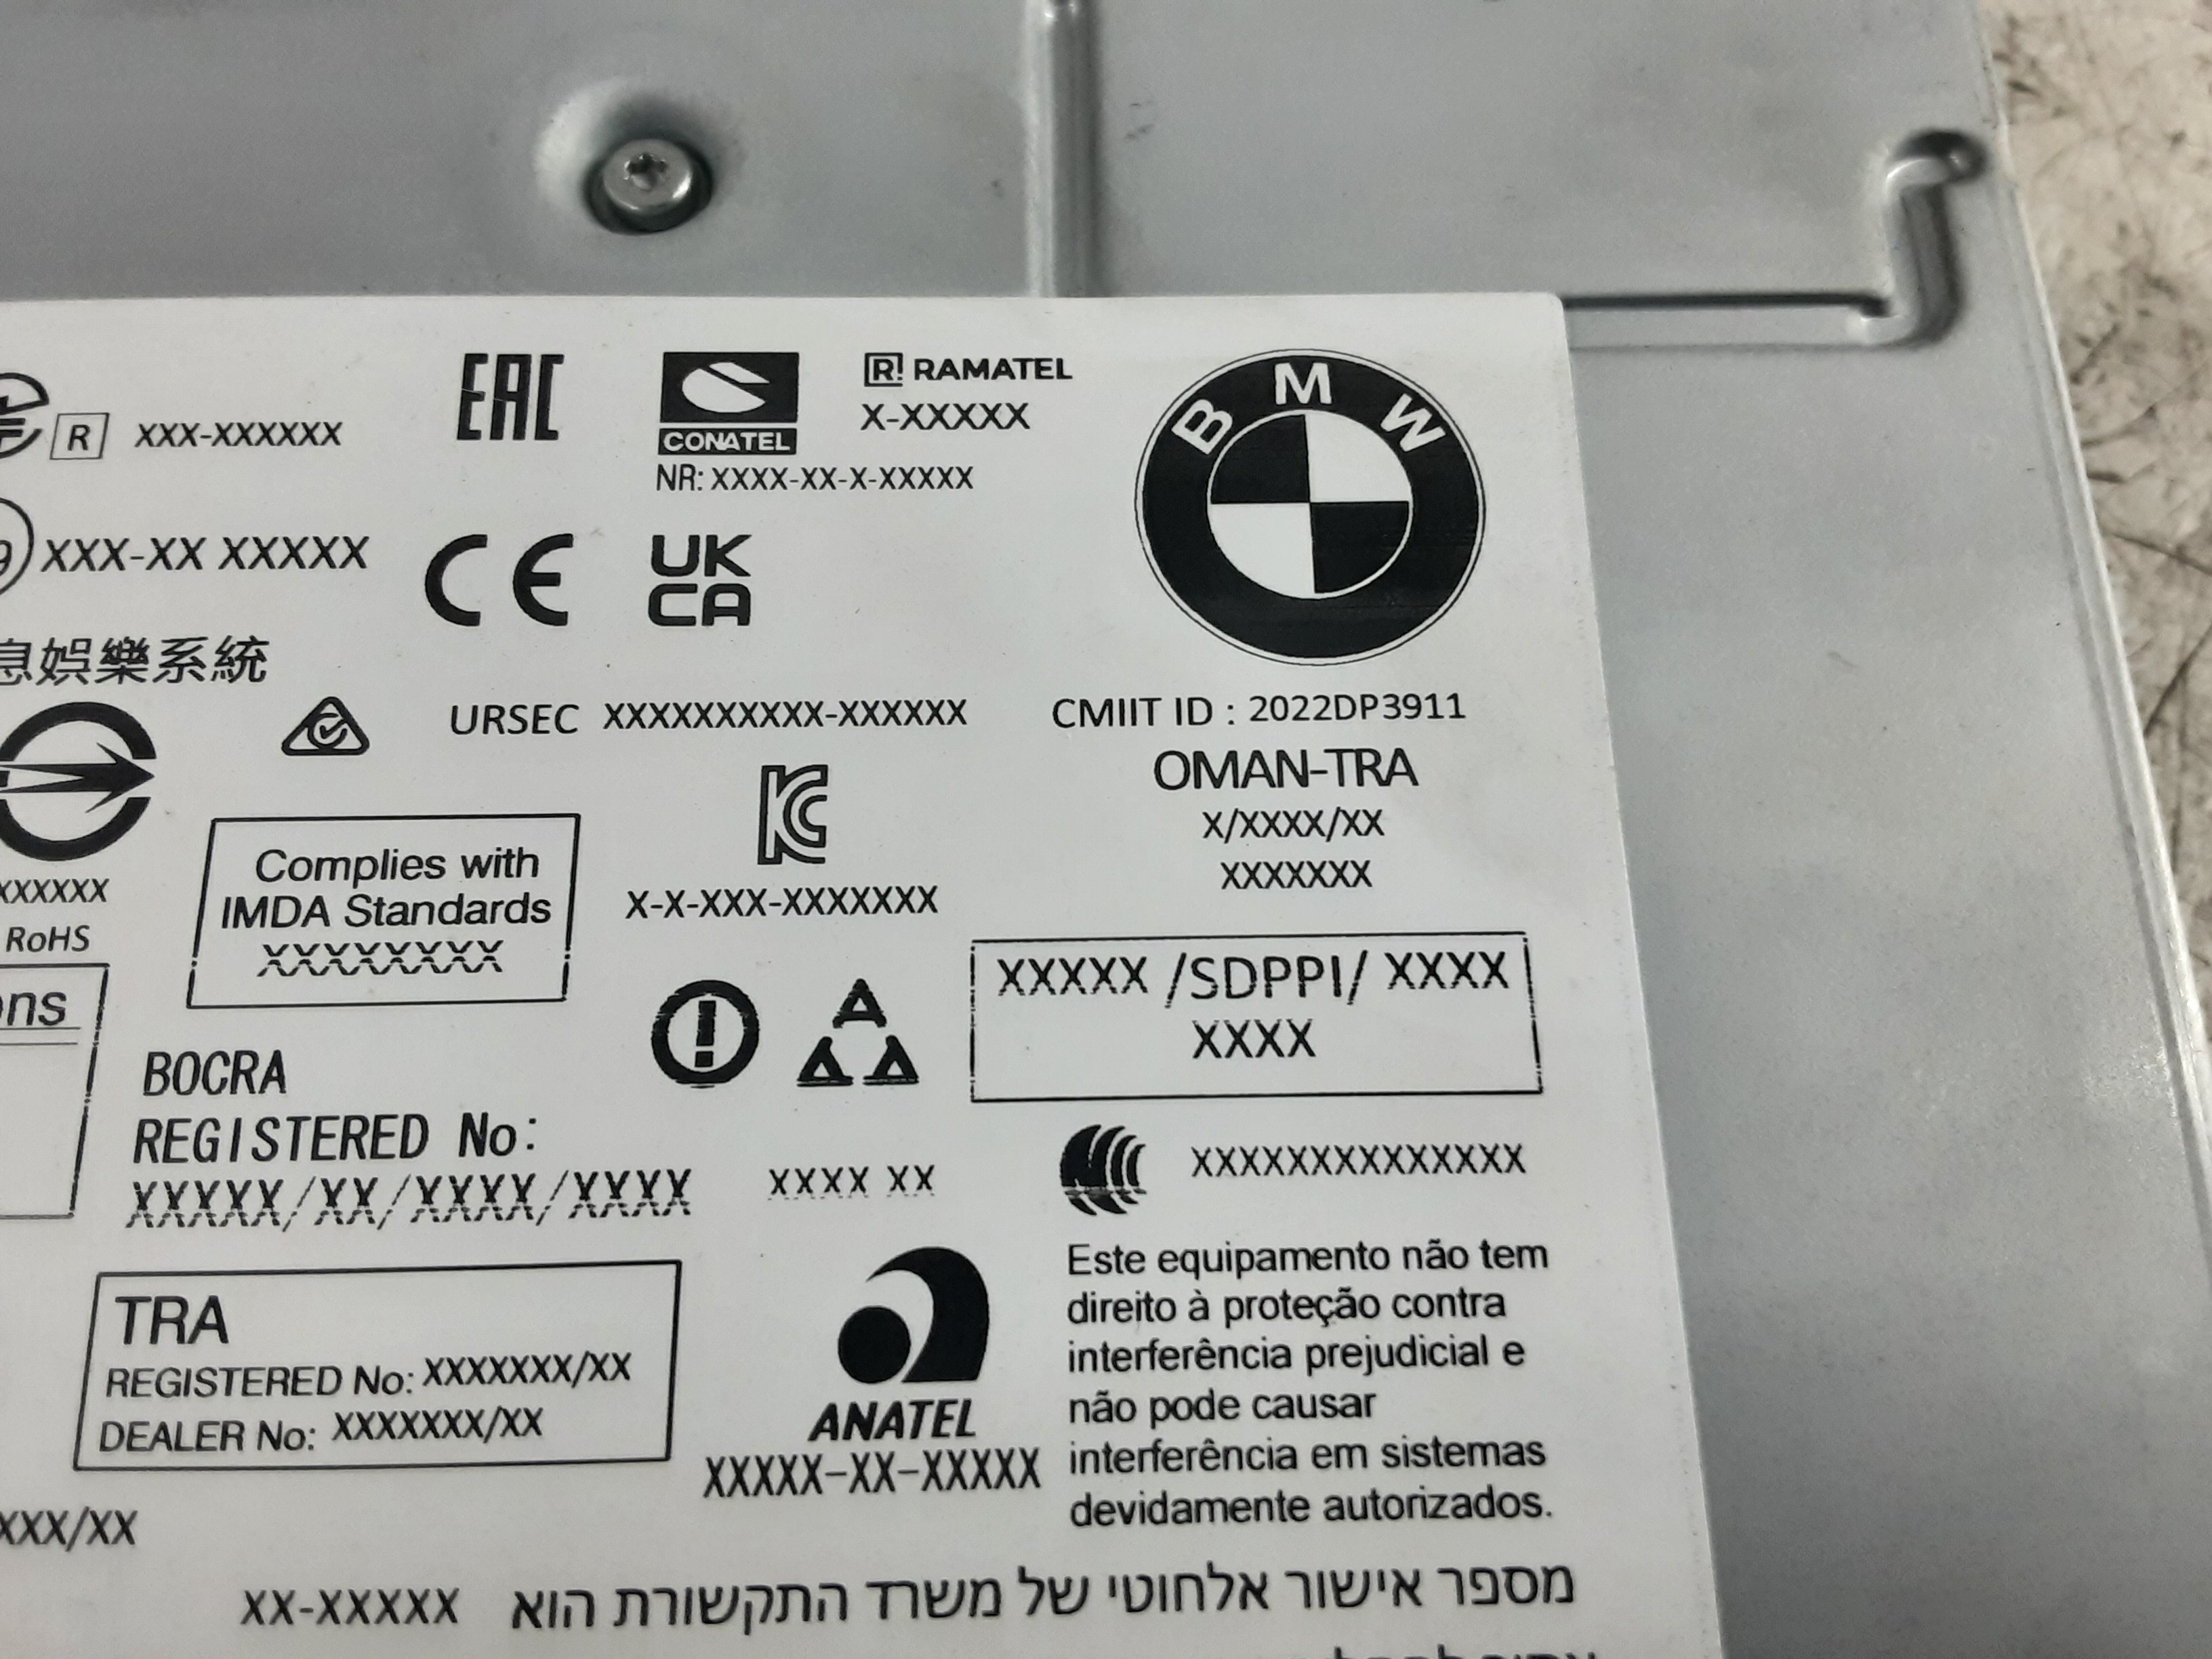 R XXX-XXXXXX
EAC
CONATEL
NR: XXXX-XX-X-XXXXX
R! RAMATEL
X-XXXXX
BMW
XXX-XX XXXXX
CE
UK
CA
息娛樂系統
URSEC XXXXXXXXXX-XXXXXX
CMIIT ID : 2022DP3911
OMAN-TRA
X/XXXX/XX
XXXXXXX
KC
X-X-XXX-XXXXXXX
XXXXXX
RoHS
Complies with
IMDA Standards
XXXXXXXX
XXXXX /SDPPI/ XXXX
XXXX
BOCRA
REGISTERED No:
XXXXX/XX/XXXX/XXXX
XXXX XX
XXXXXXXXXXXXXX
TRA
REGISTERED No: XXXXXXX/XX
DEALER No: XXXXXXX/XX
ANATEL
XXXXX-XX-XXXXX
Este equipamento não tem
direito à proteção contra
interferência prejudicial e
não pode causar
interferência em sistemas
devidamente autorizados.
XXX/XX
מספר אישור אלחוטי של משרד התקשורת הוא XX-XXXXX